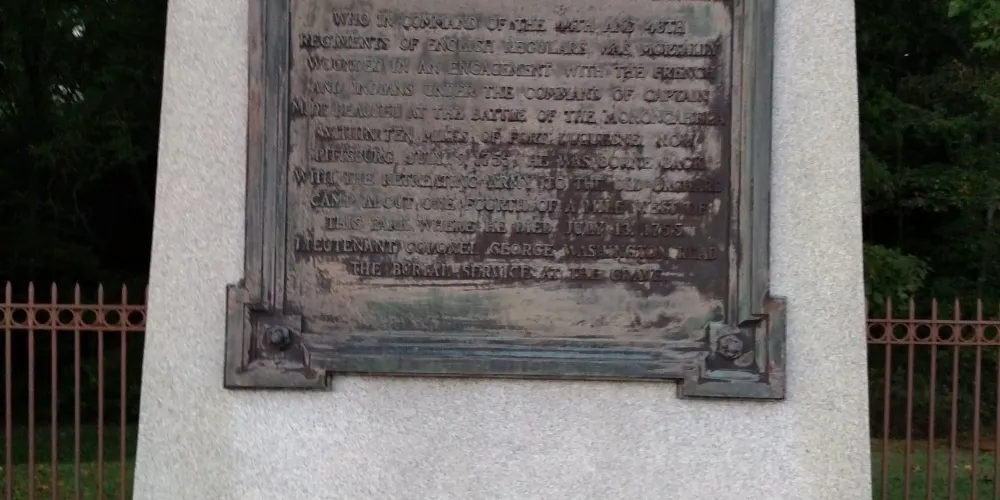 WHO IN COMMAND OF THE 44TH AND 48TH
REGIMENTS OF ENGLISH REGULARS, WAS MORTALLY
WOUNDED IN AN ENGAGEMENT WITH THE FRENCH
AND INDIANS UNDER THE COMMAND OF CAPTAIN
M. DE BEAUJEU AT THE BATTLE OF THE MONONGAHELA
WITHIN TEN MILES OF FORT DUQUESNE, NOW
PITTSBURG, JULY 9, 1755. HE WAS BORNE BACK
WITH THE RETREATING ARMY TO THE OLD ORCHARD
CAMP ABOUT ONE FOURTH OF A MILE WEST OF
THIS PARK WHERE HE DIED JULY 13, 1755
LIEUTENANT COLONEL GEORGE WASHINGTON READ
THE BURIAL SERVICE AT THE GRAVE